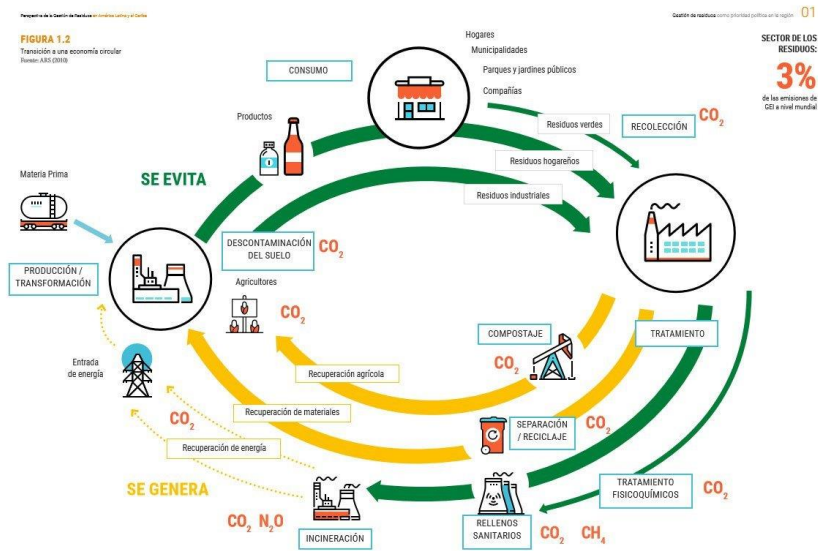 Perspectiva de la Gestión de Residuos en América Latina y el Caribe
Gestión de residuos como prioridad política en la región 01
FIGURA 1.2
Transición a una economía circular
Fuente: ARS (2010)
SECTOR DE LOS
RESIDUOS:
3%
de las emisiones de
GEI a nivel mundial
Hogares
Municipalidades
Parques y jardines públicos
Compañías
CONSUMO
Productos
Residuos verdes
RECOLECCIÓN
CO2
Residuos hogareños
Residuos industriales
SE EVITA
Materia Prima
DESCONTAMINACIÓN
DEL SUELO
CO2
PRODUCCIÓN /
TRANSFORMACIÓN
Agricultores
CO2
COMPOSTAJE
CO2
TRATAMIENTO
Entrada
de energía
Recuperación agrícola
Recuperación de materiales
CO2
Recuperación de energía
SEPARACIÓN
/ RECICLAJE
CO2
SE GENERA
TRATAMIENTO
FISICOQUÍMICOS
CO2
CO2 N2O
INCINERACIÓN
RELLENOS
SANITARIOS
CO2 CH4